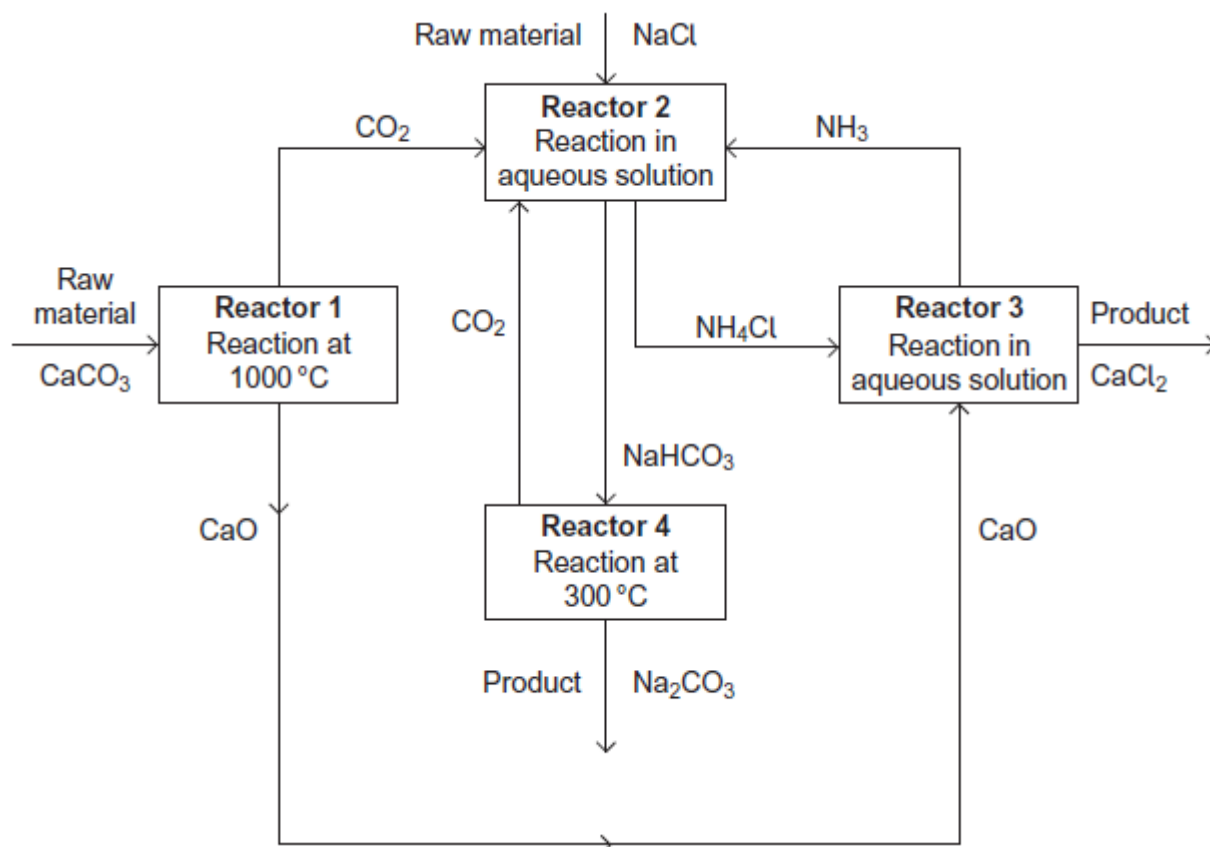 Raw material NaCl
Reactor 2
Reaction in
aqueous solution
CO₂
NH₃
Raw
material
CaCO₃
Reactor 1
Reaction at
1000 °C
CO₂
NH₄Cl
Reactor 3
Reaction in
aqueous solution
Product
CaCl₂
NaHCO₃
CaO
Reactor 4
Reaction at
300 °C
CaO
Product Na₂CO₃